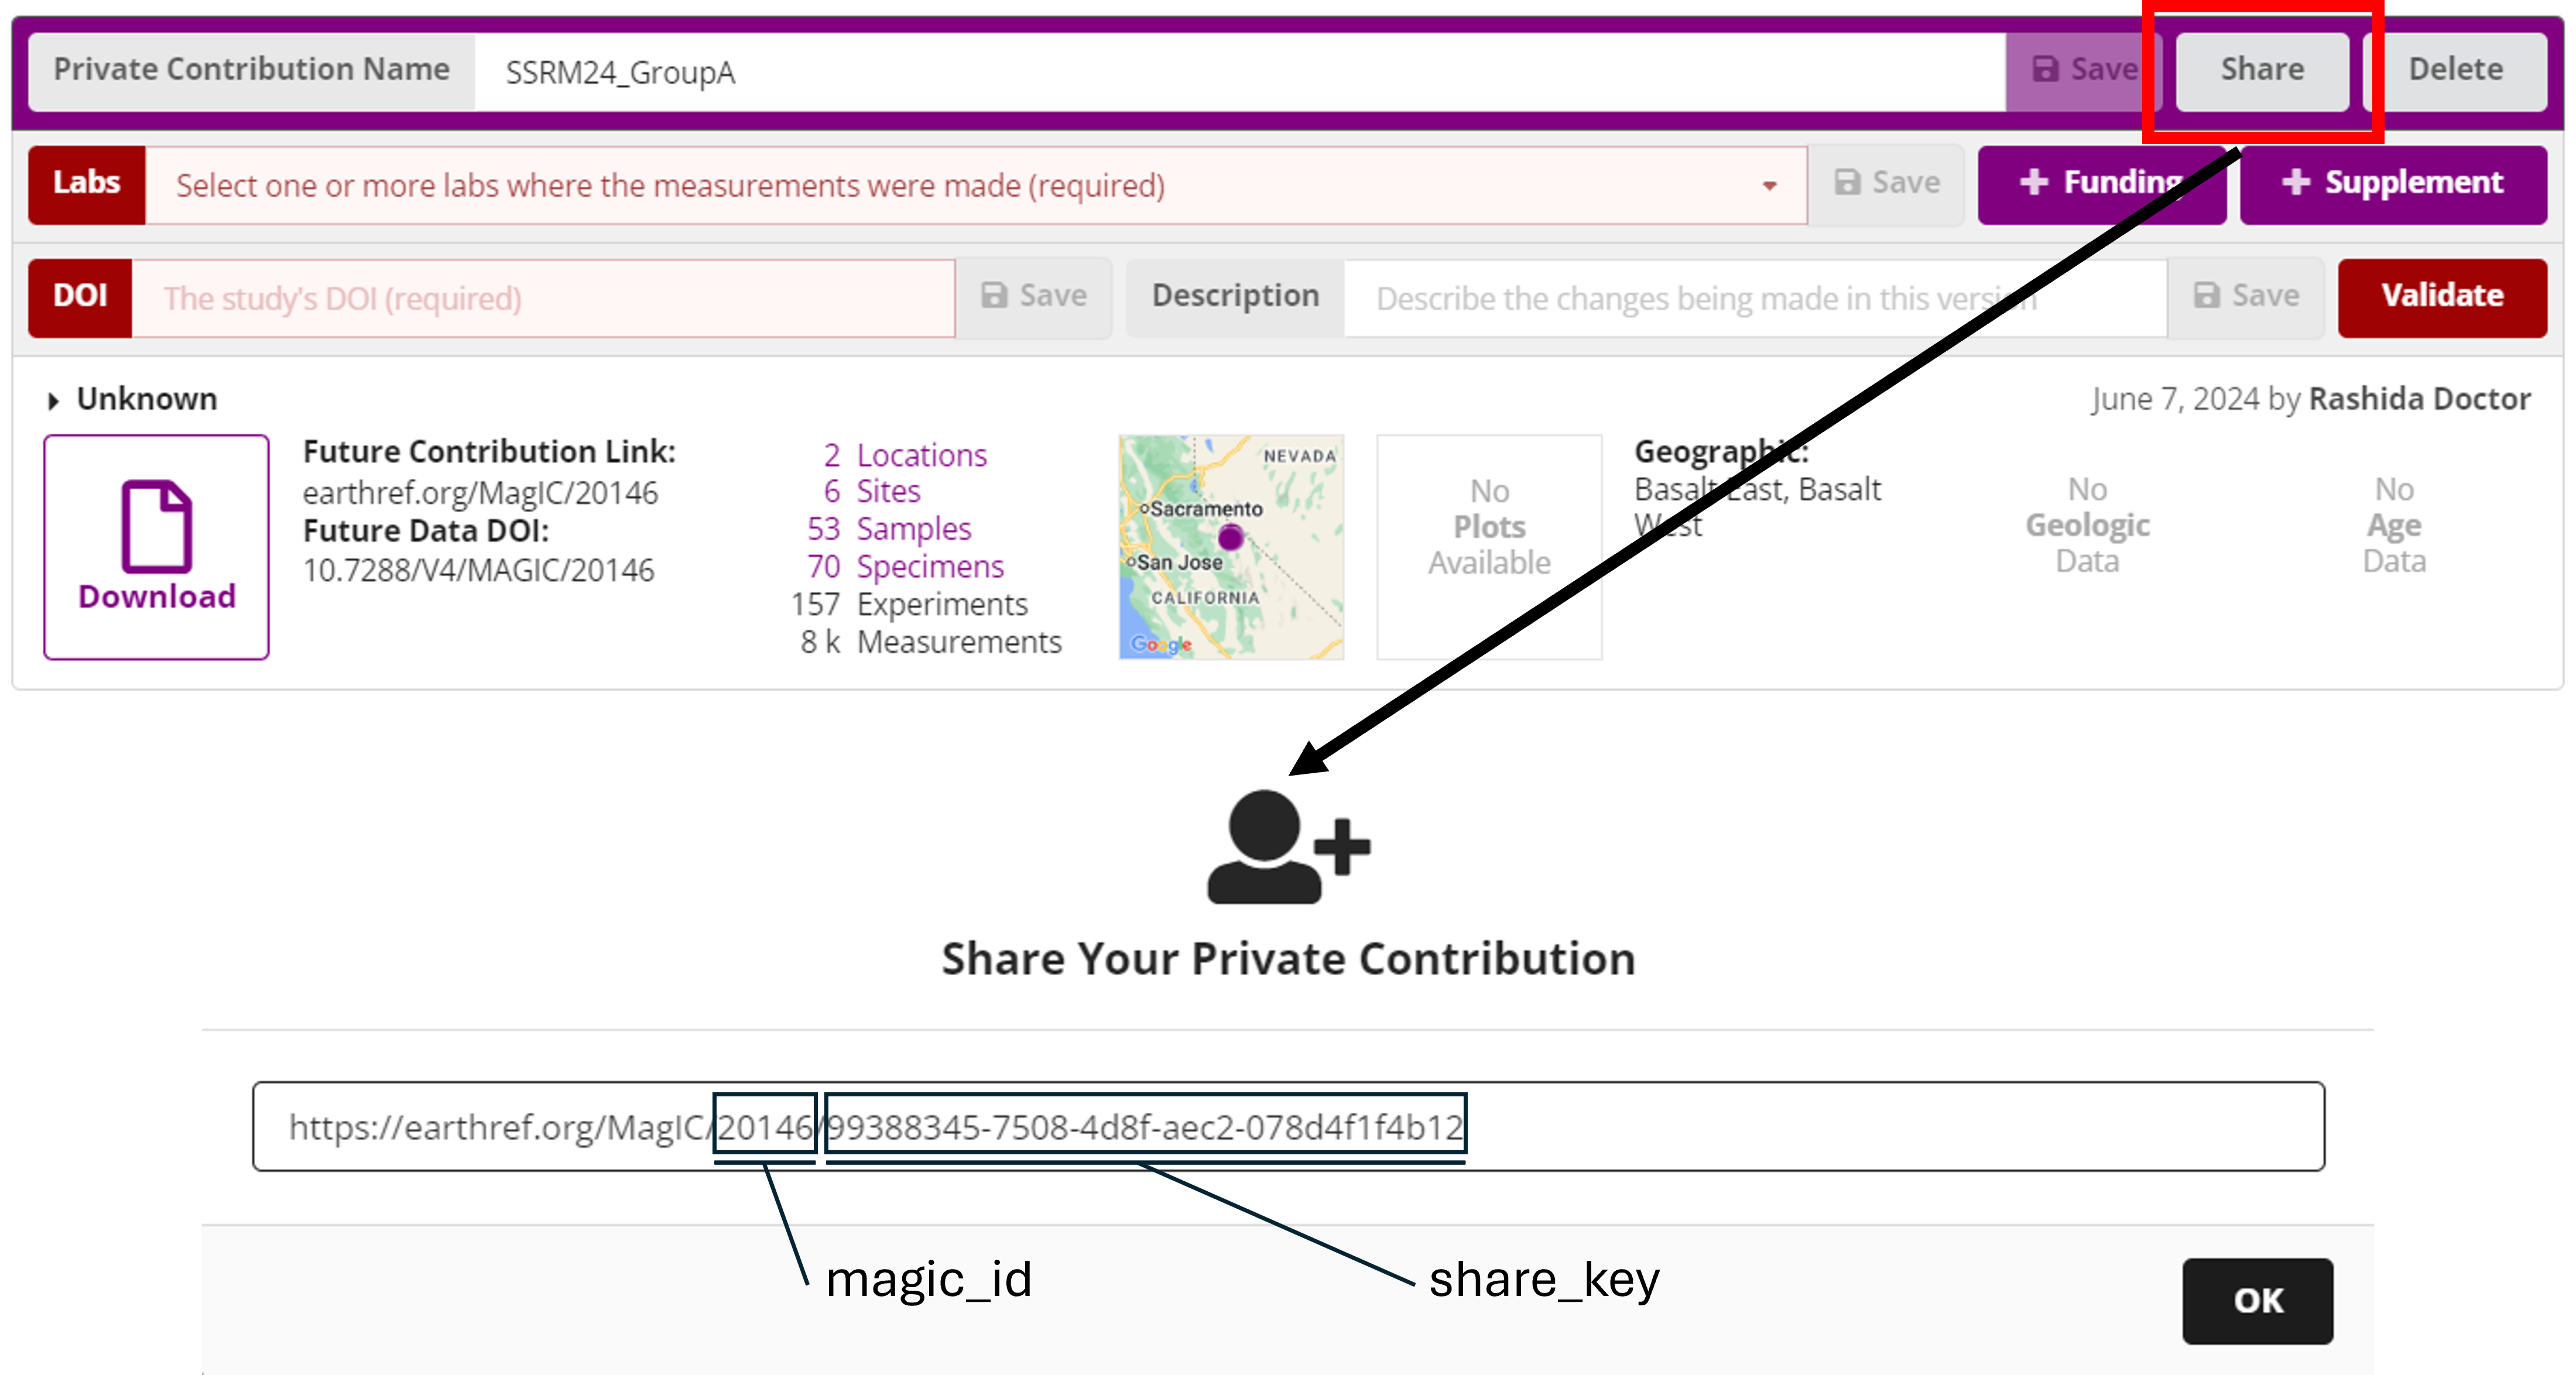 Private Contribution Name SSRM24_GroupA Save Share Delete
Labs Select one or more labs where the measurements were made (required) Save + Funding + Supplement
DOI The study's DOI (required) Save Description Describe the changes being made in this version Save Validate
Unknown June 7, 2024 by Rashida Doctor
Download
Future Contribution Link:
earthref.org/MagIC/20146
Future Data DOI:
10.7288/V4/MAGIC/20146
2 Locations
6 Sites
53 Samples
70 Specimens
157 Experiments
8 k Measurements
NEVADA
Sacramento
San Jose
CALIFORNIA
Google
No
Plots
Available
Geographic:
Basalt East, Basalt
West
No
Geologic
Data
No
Age
Data
Share Your Private Contribution
https://earthref.org/MagIC/20146/99388345-7508-4d8f-aec2-078d4f1f4b12
magic_id share_key
OK